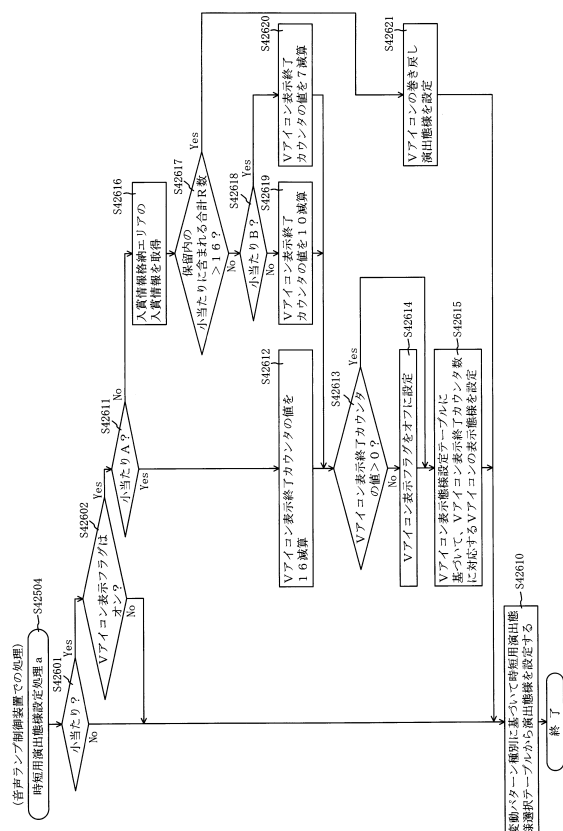 (音声ランプ制御装置での処理)
S42504
時短用演出態様設定処理a
S42601
小当たり?
Yes
No
S42602
Vアイコン表示フラグは
オン?
Yes
No
S42611
小当たりA?
No
Yes
S42616
入賞情報格納エリアの
入賞情報を取得
S42617
保留内の
小当たりに含まれる合計R数
>16?
Yes
No
S42618
小当たりB?
Yes
No
S42612
Vアイコン表示終了カウンタの値を
16減算
S42619
Vアイコン表示終了
カウンタの値を10減算
S42620
Vアイコン表示終了
カウンタの値を7減算
S42613
Vアイコン表示終了カウンタ
の値>0?
Yes
No
S42614
Vアイコン表示フラグをオフに設定
S42615
Vアイコン表示態様設定テーブルに
基づいて、Vアイコン表示終了カウンタ数
に対応するVアイコンの表示態様を設定
S42621
Vアイコンの巻き戻し
演出態様を設定
S42610
変動パターン種別に基づいて時短用演出態
様選択テーブルから演出態様を設定する
終了